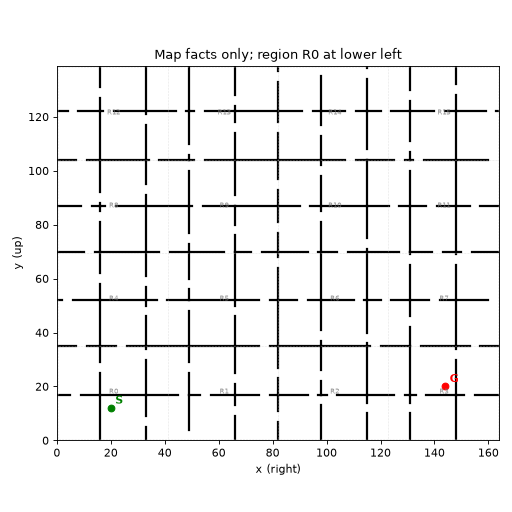 Map facts only; region R0 at lower left
y (up)
120
100
80
60
40
20
0
R12
R13
R14
R15
R8
R9
R10
R11
R4
R5
R6
R7
R0
R1
R2
S
G
0
20
40
60
80
100
120
140
160
x (right)